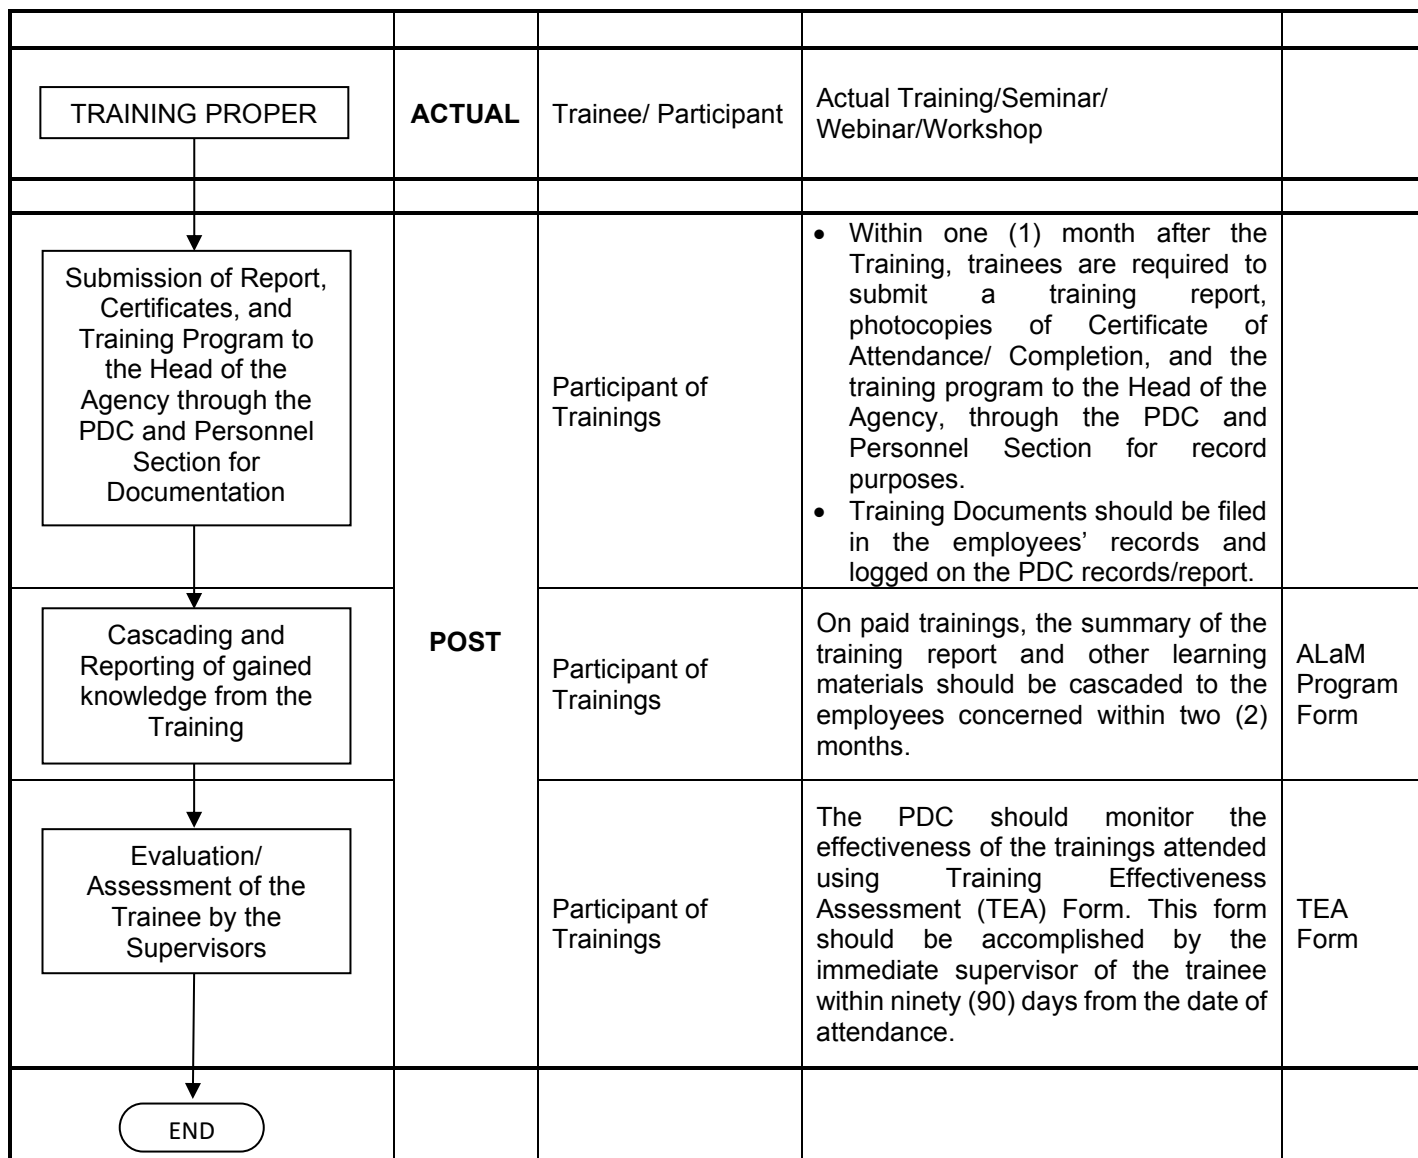 TRAINING PROPER
ACTUAL
Trainee/ Participant
Actual Training/Seminar/
Webinar/Workshop
Submission of Report,
Certificates, and
Training Program to
the Head of the
Agency through the
PDC and Personnel
Section for
Documentation
POST
Participant of
Trainings
• Within one (1) month after the
Training, trainees are required to
submit a training report,
photocopies of Certificate of
Attendance/ Completion, and the
training program to the Head of the
Agency, through the PDC and
Personnel Section for record
purposes.
• Training Documents should be filed
in the employees’ records and
logged on the PDC records/report.
Cascading and
Reporting of gained
knowledge from the
Training
Participant of
Trainings
On paid trainings, the summary of the
training report and other learning
materials should be cascaded to the
employees concerned within two (2)
months.
ALaM
Program
Form
Evaluation/
Assessment of the
Trainee by the
Supervisors
Participant of
Trainings
The PDC should monitor the
effectiveness of the trainings attended
using Training Effectiveness
Assessment (TEA) Form. This form
should be accomplished by the
immediate supervisor of the trainee
within ninety (90) days from the date of
attendance.
TEA
Form
END